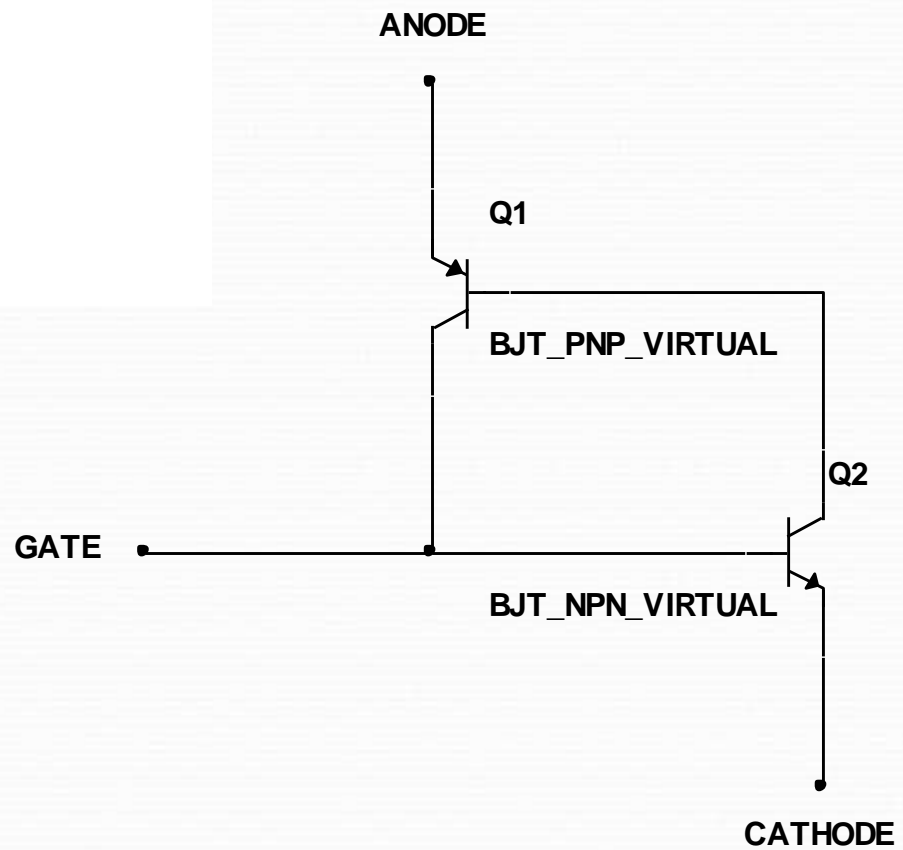 ANODE
Q1
BJT_PNP_VIRTUAL
Q2
GATE
BJT_NPN_VIRTUAL
CATHODE